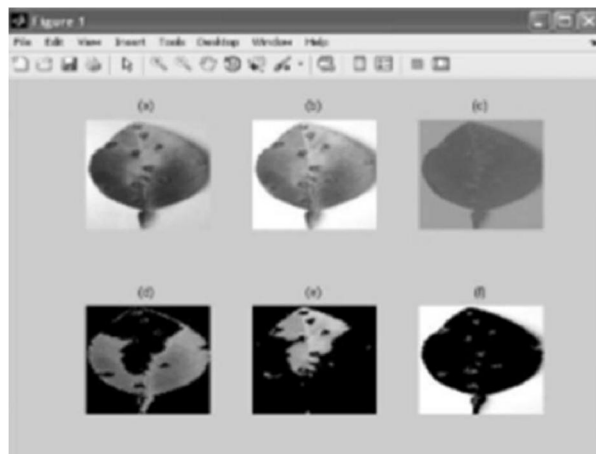 Figure 1
File Edit View Insert Tools Desktop Window Help
(a) (b) (c)
(d) (e) (f)